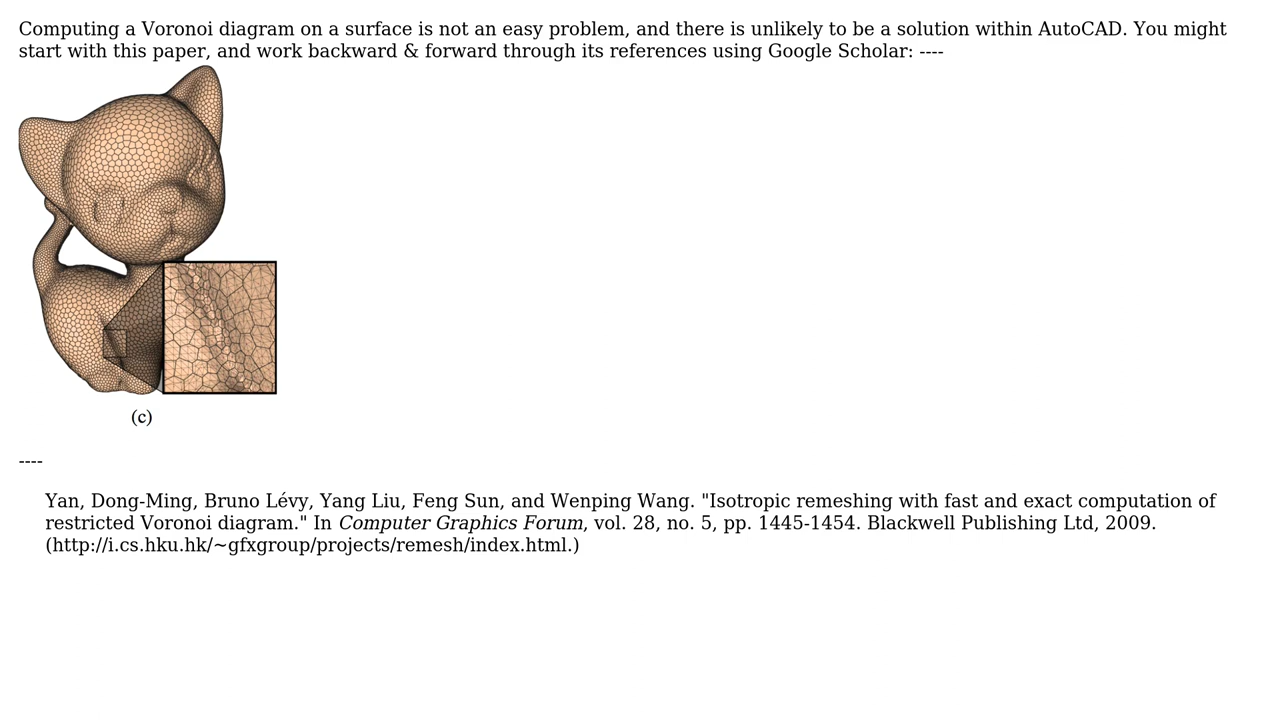 Computing a Voronoi diagram on a surface is not an easy problem, and there is unlikely to be a solution within AutoCAD. You might
start with this paper, and work backward & forward through its references using Google Scholar: ----
(c)
----
Yan, Dong-Ming, Bruno Lévy, Yang Liu, Feng Sun, and Wenping Wang. "Isotropic remeshing with fast and exact computation of
restricted Voronoi diagram." In Computer Graphics Forum, vol. 28, no. 5, pp. 1445-1454. Blackwell Publishing Ltd, 2009.
(http://i.cs.hku.hk/~gfxgroup/projects/remesh/index.html.)